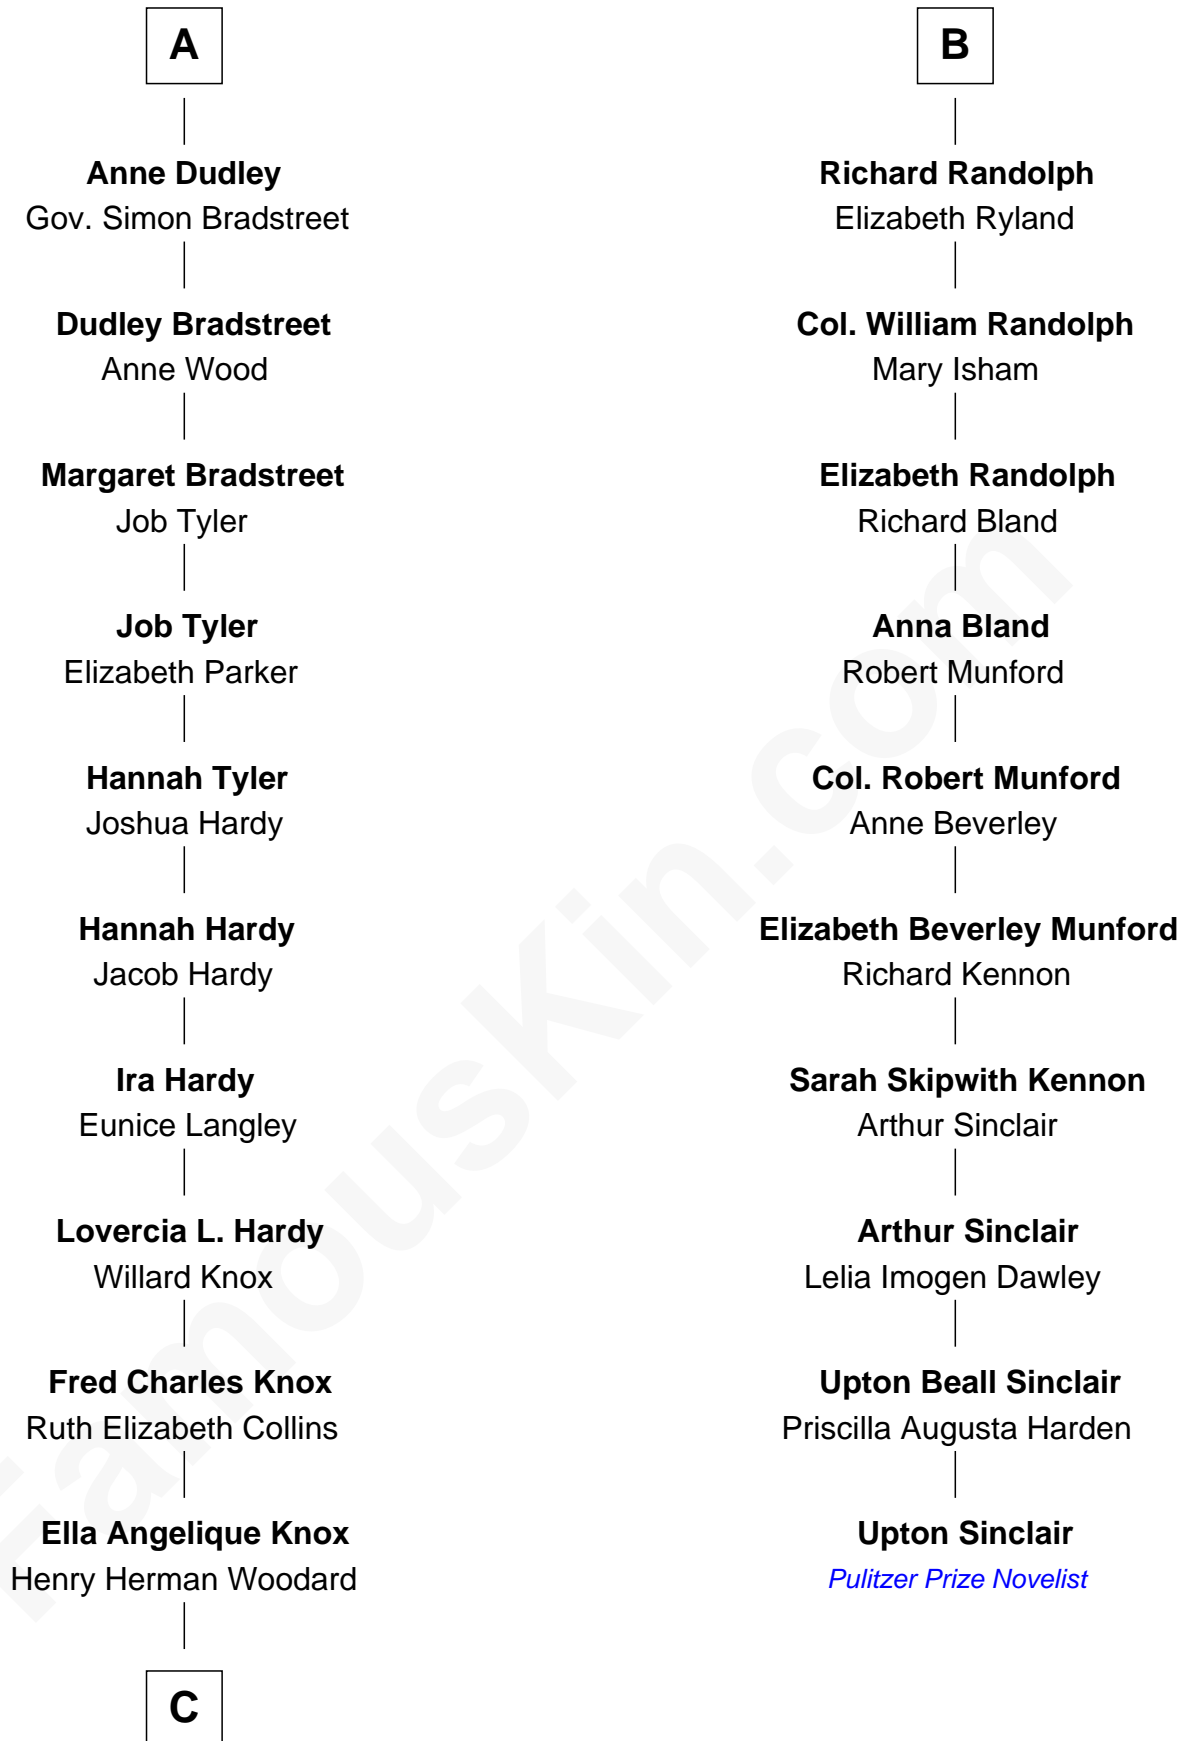 A
Anne Dudley
Gov. Simon Bradstreet
Dudley Bradstreet
Anne Wood
Margaret Bradstreet
Job Tyler
Job Tyler
Elizabeth Parker
Hannah Tyler
Joshua Hardy
Hannah Hardy
Jacob Hardy
Ira Hardy
Eunice Langley
Lovercia L. Hardy
Willard Knox
Fred Charles Knox
Ruth Elizabeth Collins
Ella Angelique Knox
Henry Herman Woodard
C
B
Richard Randolph
Elizabeth Ryland
Col. William Randolph
Mary Isham
Elizabeth Randolph
Richard Bland
Anna Bland
Robert Munford
Col. Robert Munford
Anne Beverley
Elizabeth Beverley Munford
Richard Kennon
Sarah Skipwith Kennon
Arthur Sinclair
Arthur Sinclair
Lelia Imogen Dawley
Upton Beall Sinclair
Priscilla Augusta Harden
Upton Sinclair
Pulitzer Prize Novelist
FamousKin.com